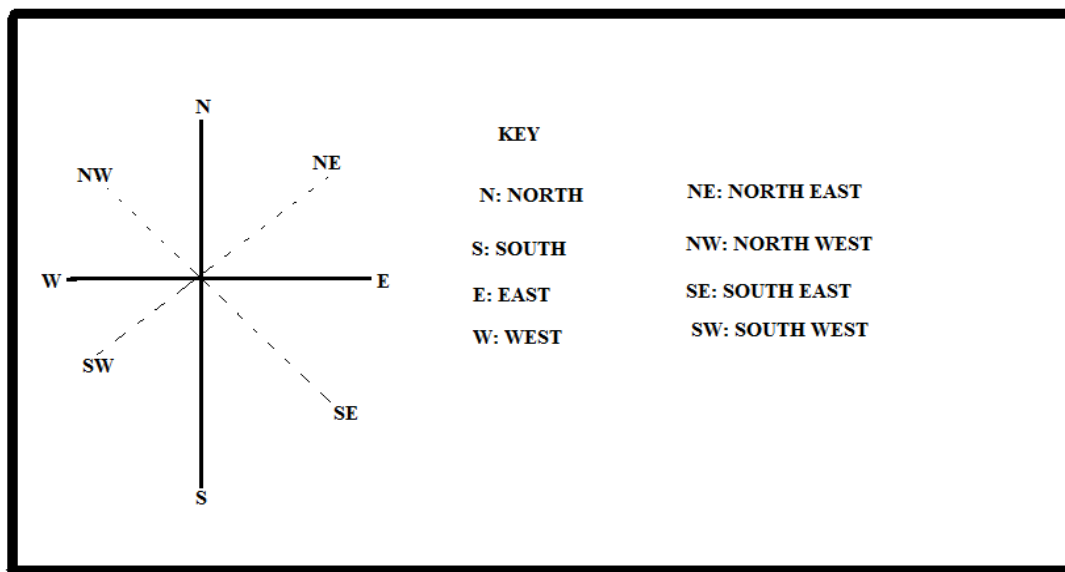 N
NW
NE
W
E
SW
SE
S
KEY
N: NORTH
NE: NORTH EAST
S: SOUTH
NW: NORTH WEST
E: EAST
SE: SOUTH EAST
W: WEST
SW: SOUTH WEST